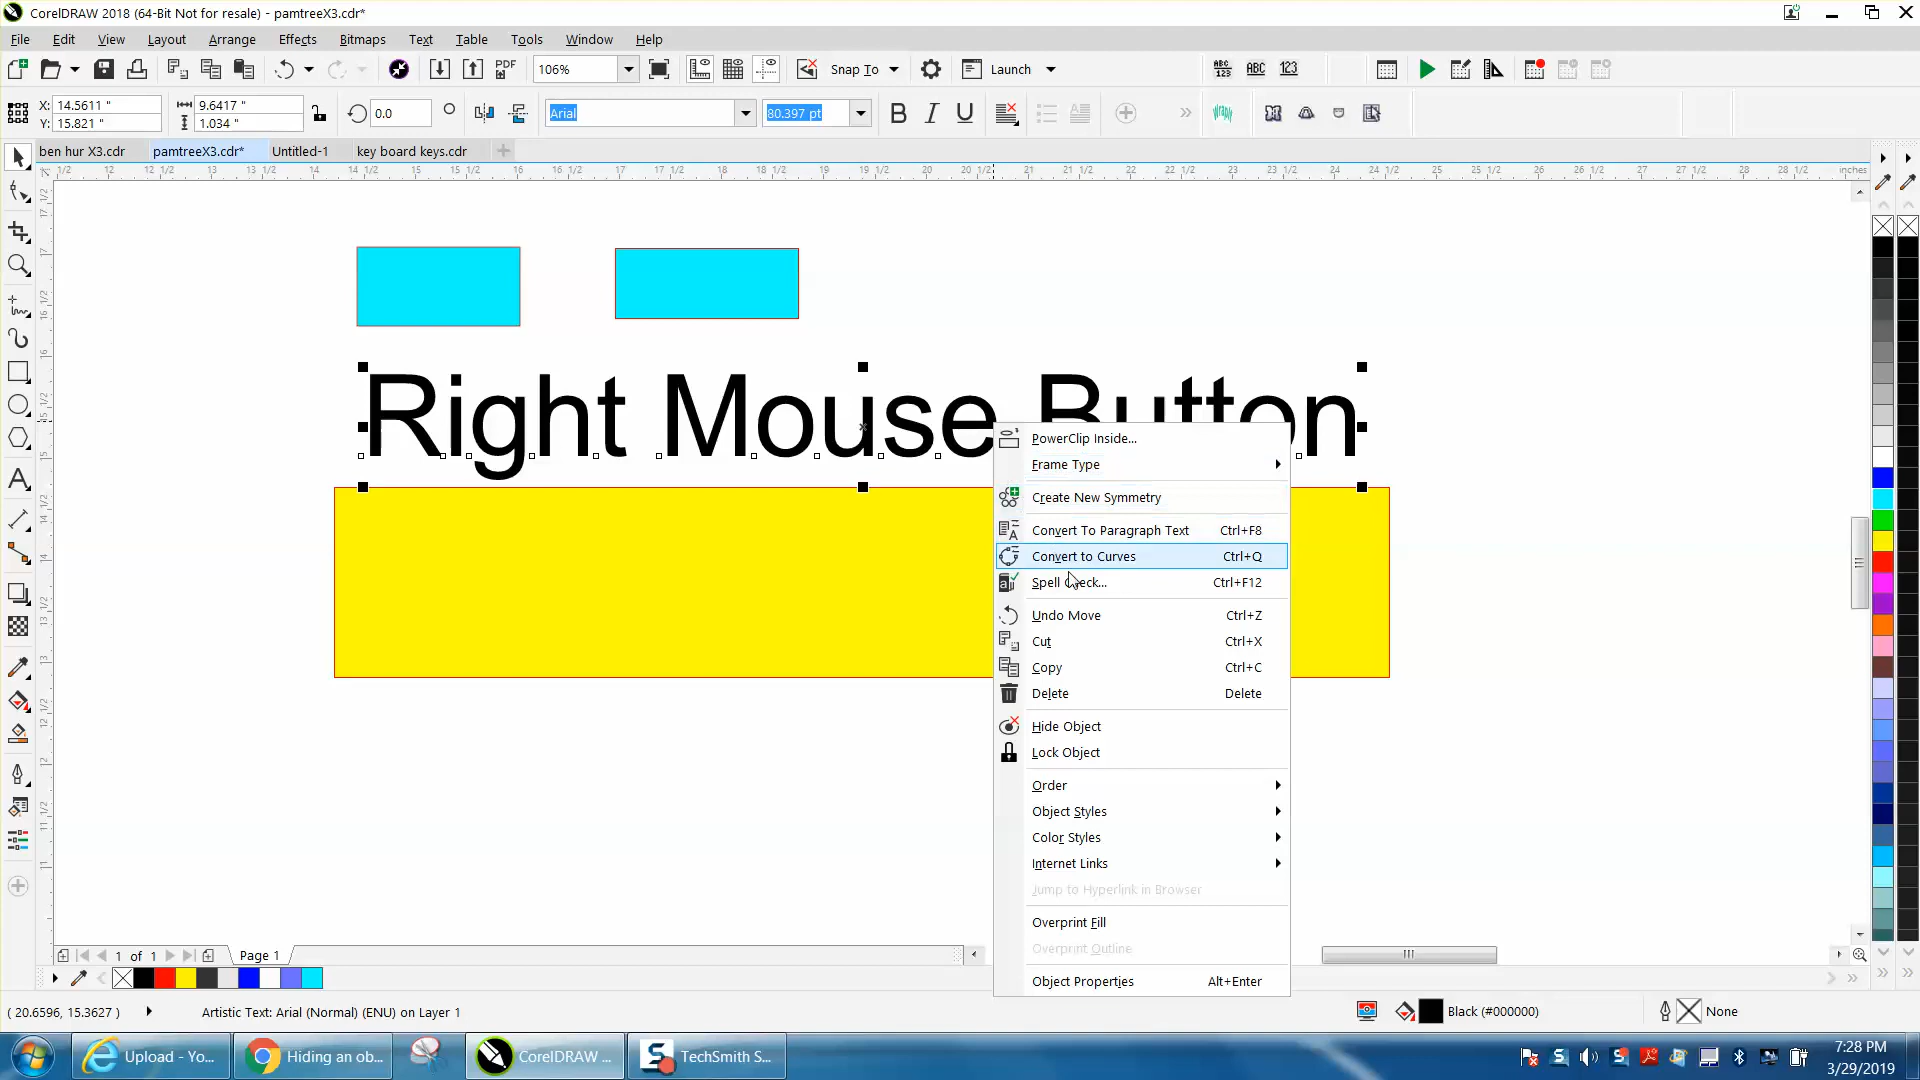 CorelDRAW 2018 (64-Bit Not for resale) - pamtreeX3.cdr*
File Edit View Layout Arrange Effects Bitmaps Text Table Tools Window Help
PDF 106% Snap To Launch ABC 123 ABC 123
X: 14.5611 " 9.6417 " 0.0 Arial 80.397 pt B I U
Y: 15.821 " 1.034 "
ben hur X3.cdr pamtreeX3.cdr* Untitled-1 key board keys.cdr
inches
Right Mouse Button
PowerClip Inside...
Frame Type
Create New Symmetry
Convert To Paragraph Text Ctrl+F8
Convert to Curves Ctrl+Q
Spell Check... Ctrl+F12
Undo Move Ctrl+Z
Cut Ctrl+X
Copy Ctrl+C
Delete Delete
Hide Object
Lock Object
Order
Object Styles
Color Styles
Internet Links
Jump to Hyperlink in Browser
Overprint Fill
Overprint Outline
Object Properties Alt+Enter
1 of 1 Page 1
( 20.6596, 15.3627 ) Artistic Text: Arial (Normal) (ENU) on Layer 1 Black (#000000) None
Upload - Yo... Hiding an ob... CorelDRAW ... TechSmith S...
7:28 PM
3/29/2019